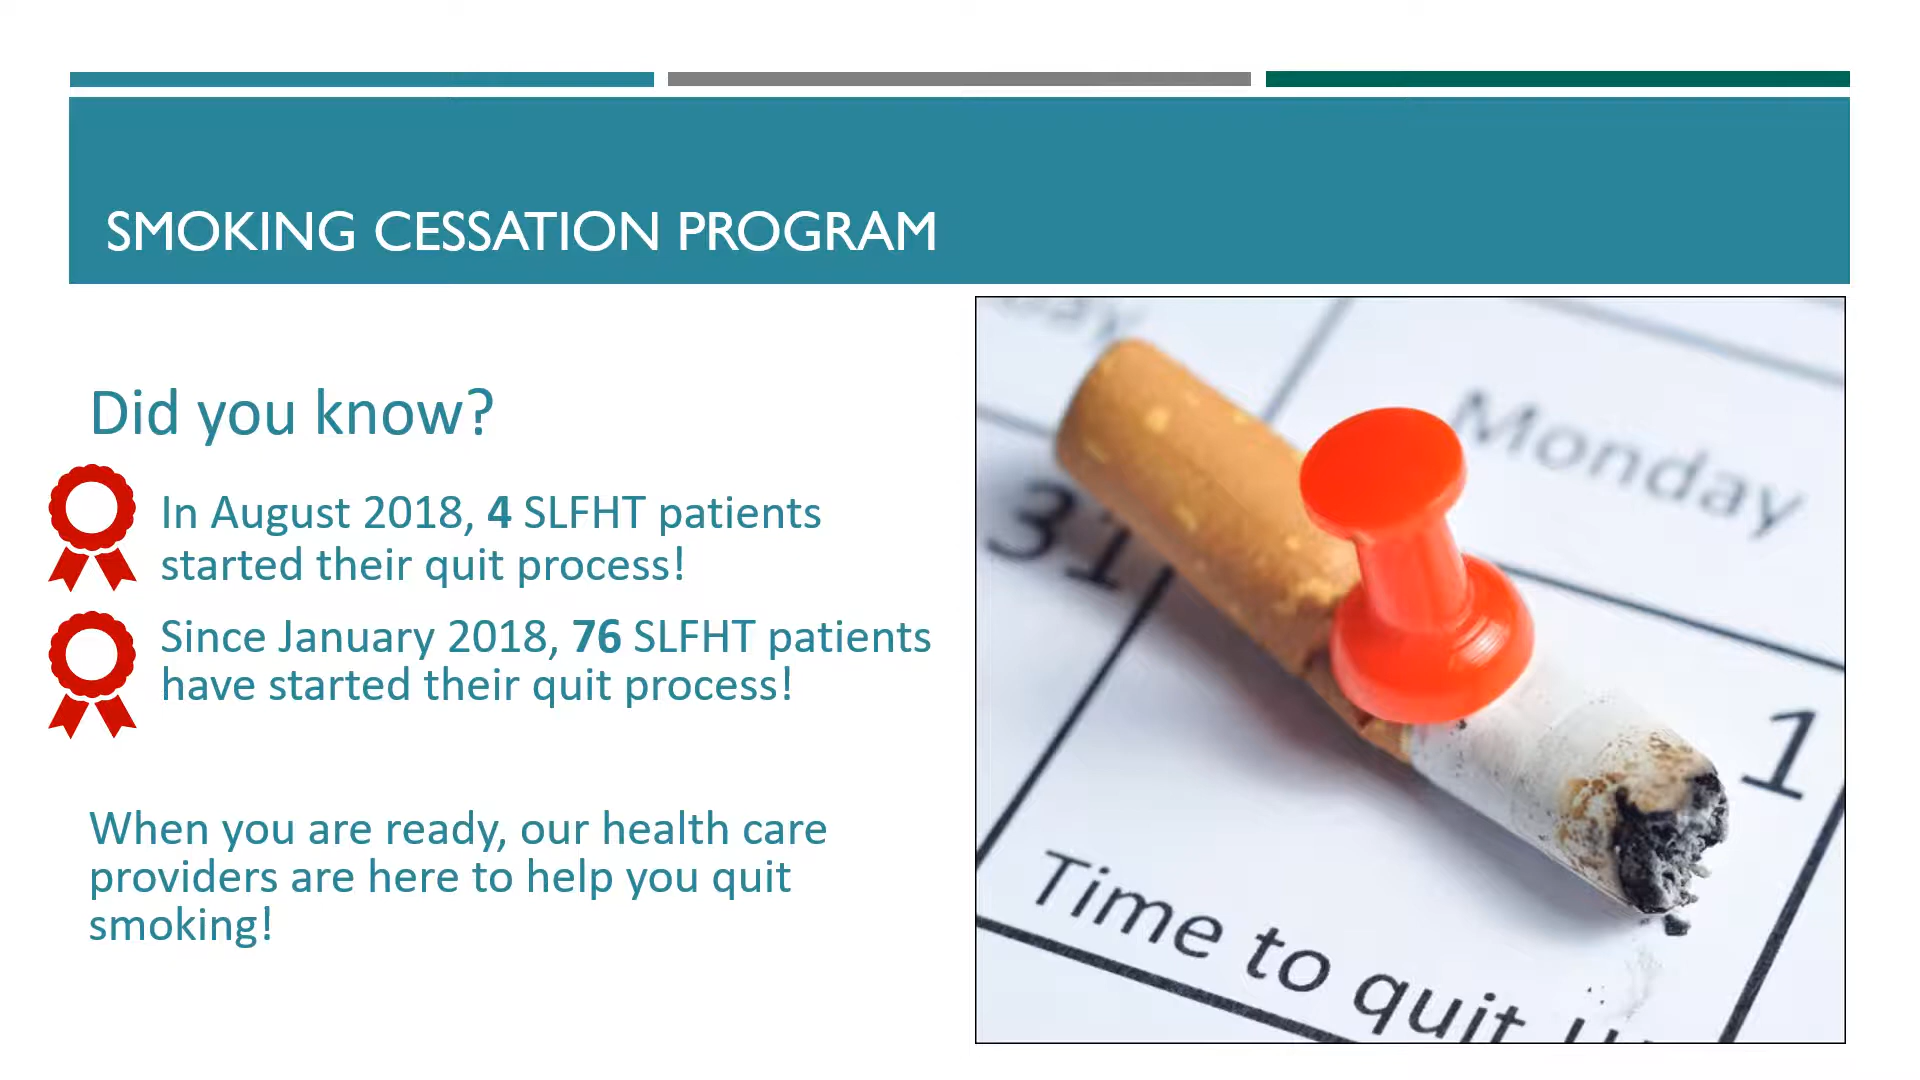 SMOKING CESSATION PROGRAM
Did you know?
In August 2018, 4 SLFHT patients
started their quit process!
Since January 2018, 76 SLFHT patients
have started their quit process!
When you are ready, our health care
providers are here to help you quit
smoking!
Monday
31
1
Time to quit